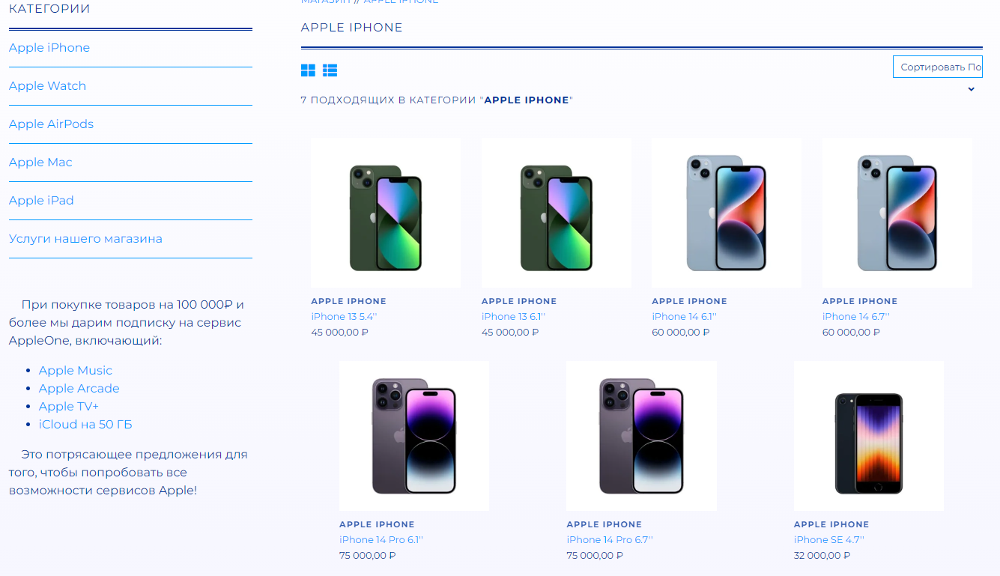 КАТЕГОРИИ
Apple iPhone
Apple Watch
Apple AirPods
Apple Mac
Apple iPad
Услуги нашего магазина
При покупке товаров на 100 000₽ и
более мы дарим подписку на сервис
AppleOne, включающий:
Apple Music
Apple Arcade
Apple TV+
iCloud на 50 ГБ
Это потрясающее предложения для
того, чтобы попробовать все
возможности сервисов Apple!
МАГАЗИН // APPLE IPHONE
APPLE IPHONE
Сортировать По
7 ПОДХОДЯЩИХ В КАТЕГОРИИ "APPLE IPHONE"
APPLE IPHONE
iPhone 13 5.4''
45 000,00 ₽
APPLE IPHONE
iPhone 13 6.1''
45 000,00 ₽
APPLE IPHONE
iPhone 14 6.1''
60 000,00 ₽
APPLE IPHONE
iPhone 14 6.7''
60 000,00 ₽
APPLE IPHONE
iPhone 14 Pro 6.1''
75 000,00 ₽
APPLE IPHONE
iPhone 14 Pro 6.7''
75 000,00 ₽
APPLE IPHONE
iPhone SE 4.7''
32 000,00 ₽